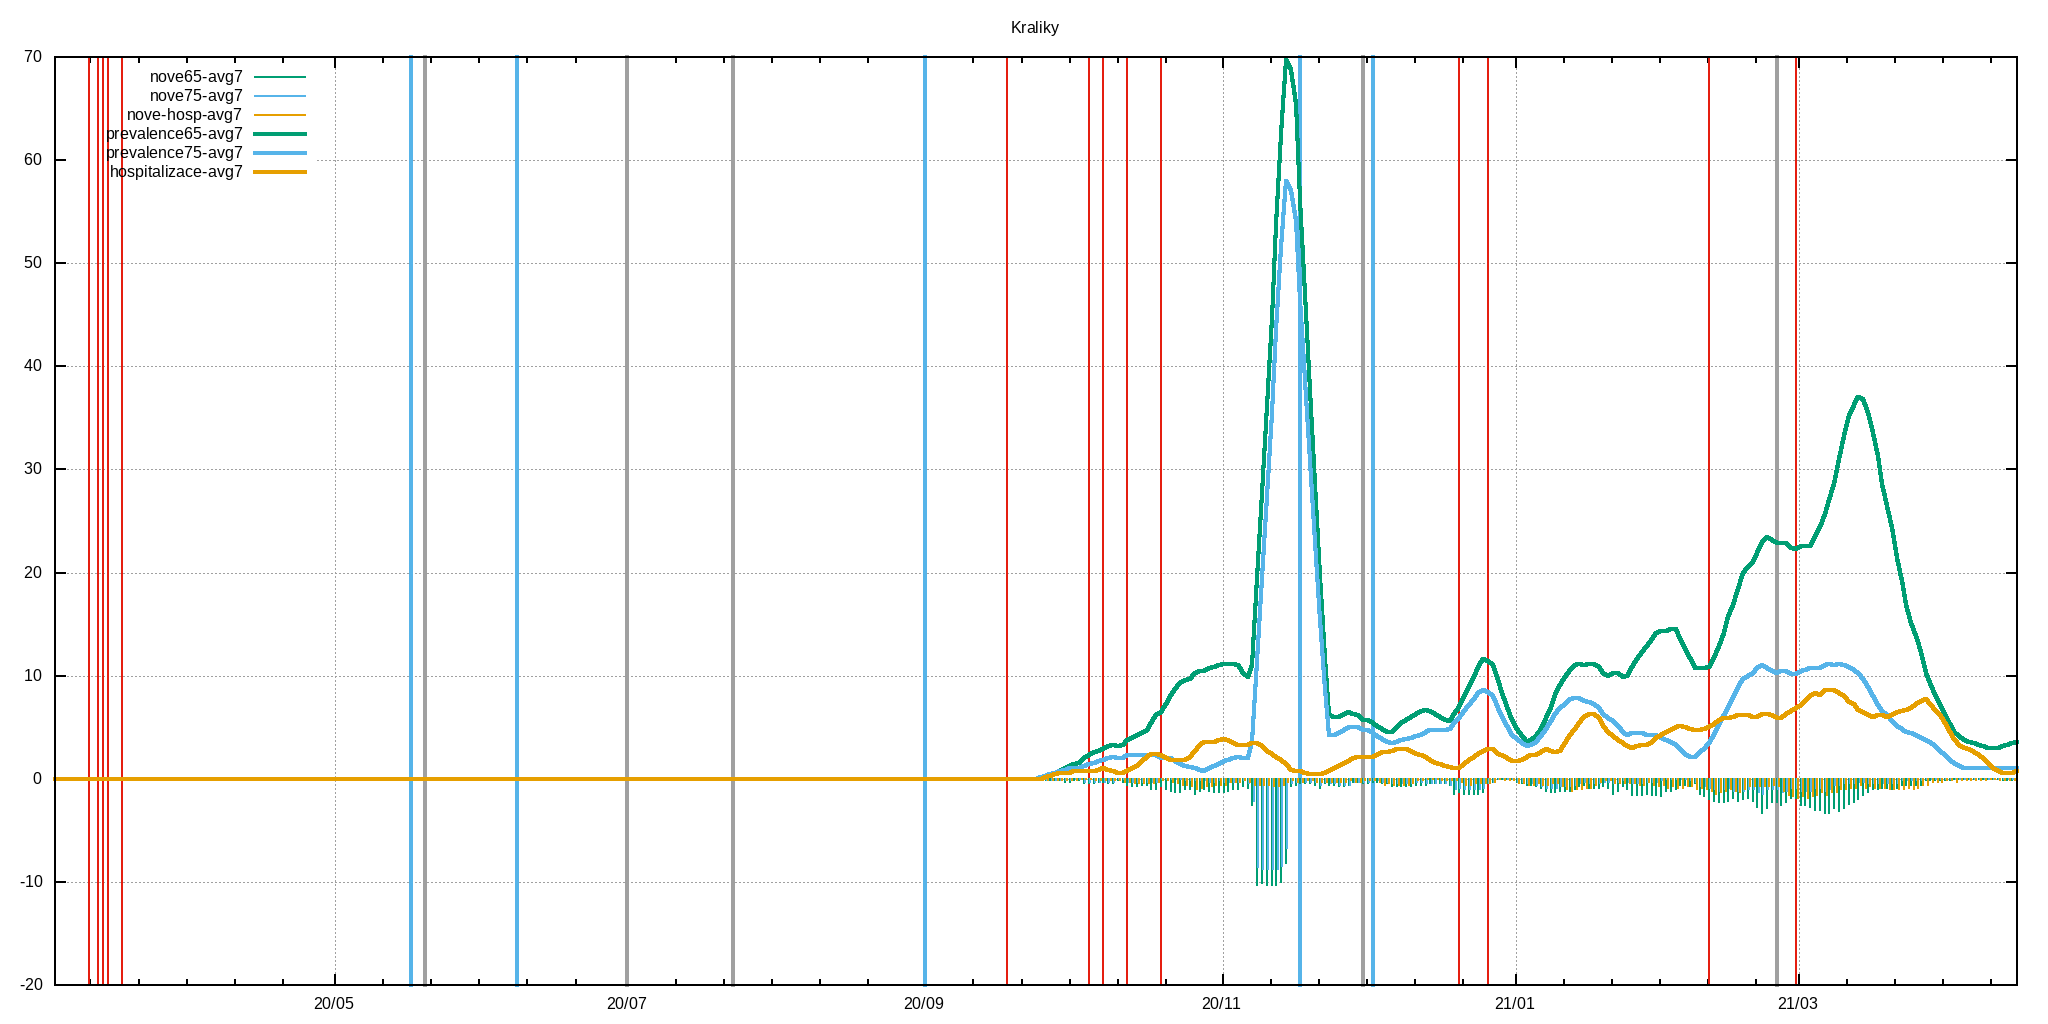 Kraliky
70
nove65-avg7
nove75-avg7
nove-hosp-avg7
prevalence65-avg7
prevalence75-avg7
hospitalizace-avg7
60
50
40
30
20
10
0
-10
-20
20/05 20/07 20/09 20/11 21/01 21/03